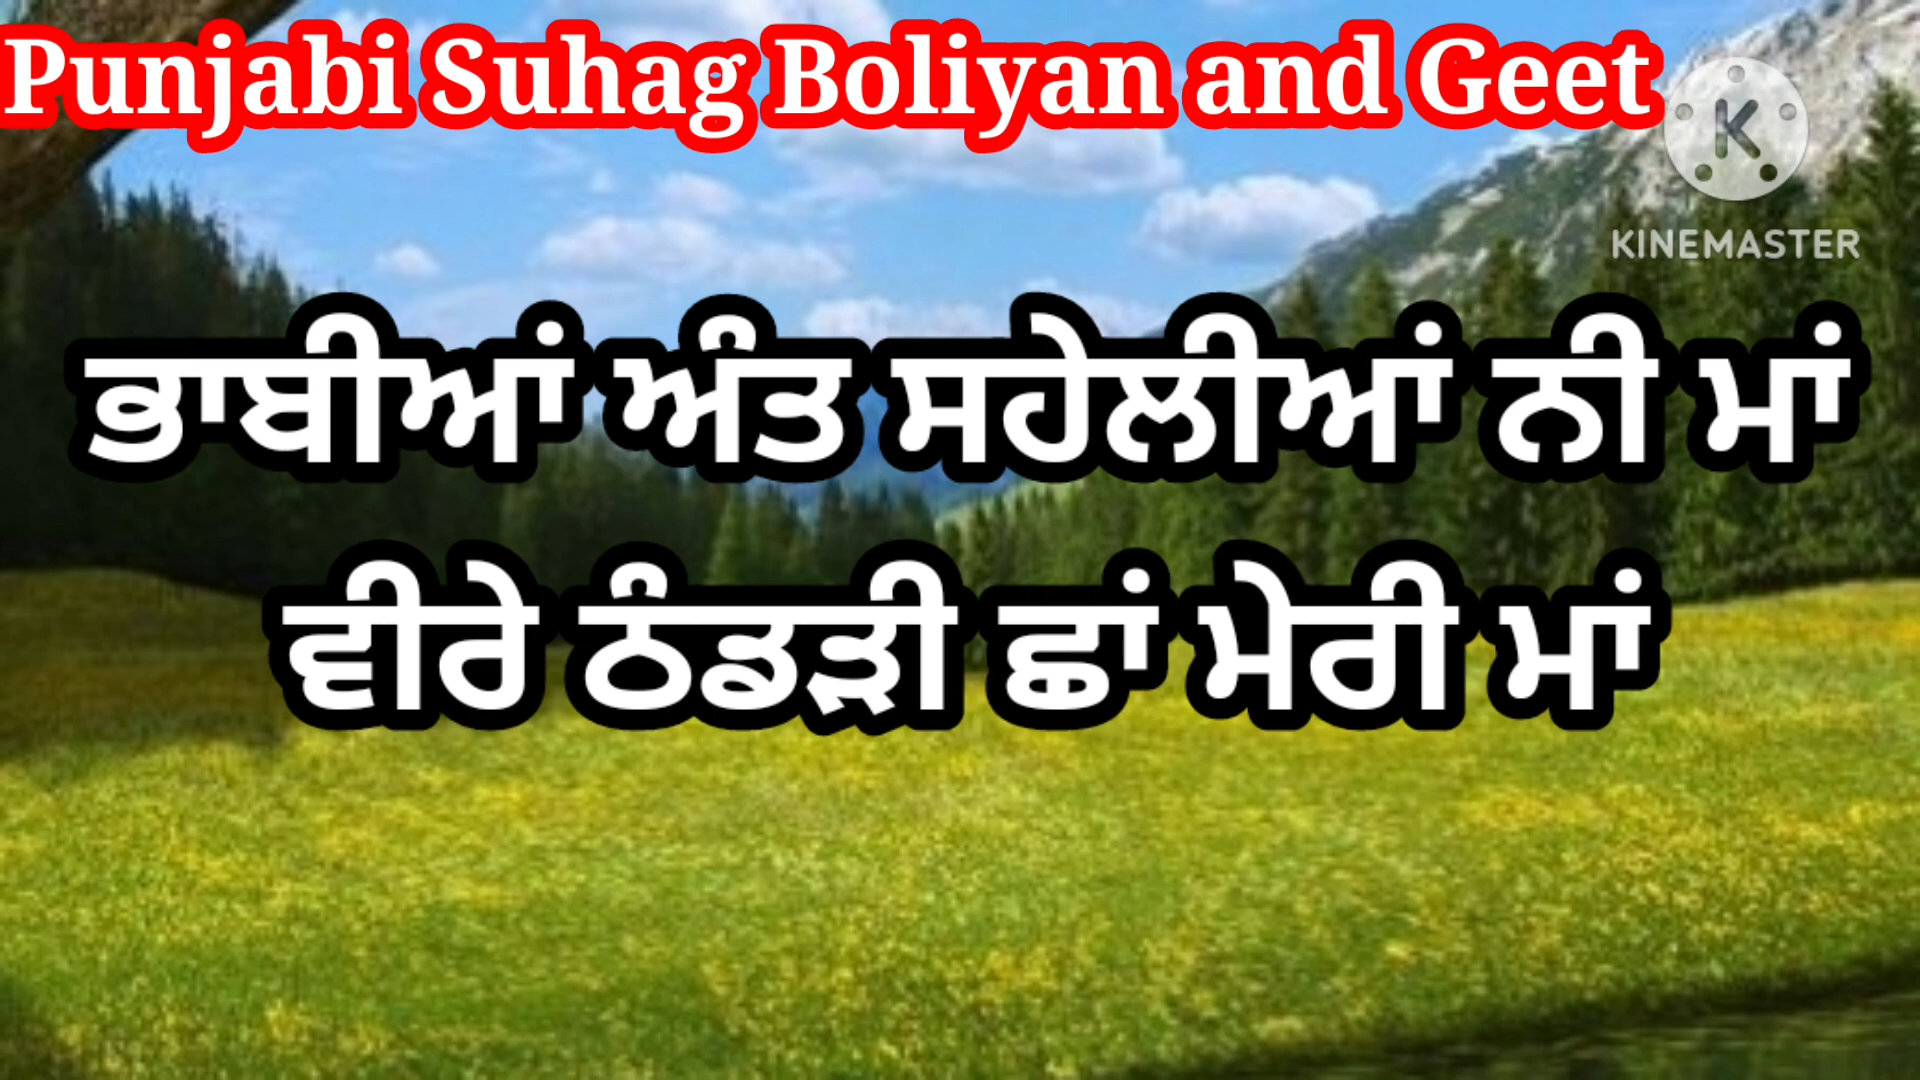 Punjabi Suhag Boliyan and Geet
K
KINEMASTER
ਭਾਬੀਆਂ ਅੰਤ ਸਹੇਲੀਆਂ ਨੀ ਮਾਂ
ਵੀਰੇ ਠੰਡੜੀ ਛਾਂ ਮੇਰੀ ਮਾਂ